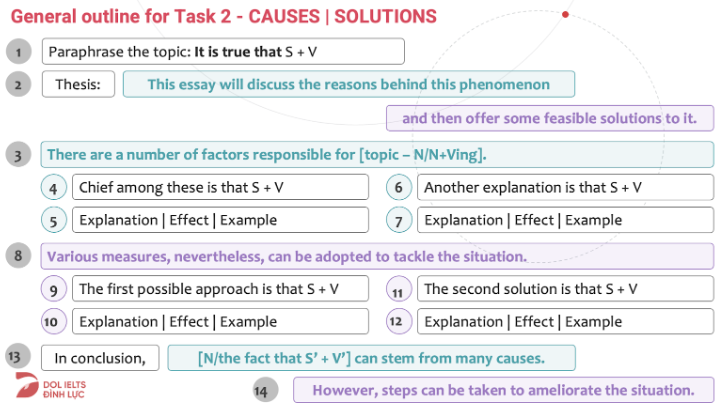 General outline for Task 2 - CAUSES | SOLUTIONS
1 Paraphrase the topic: It is true that S + V
2 Thesis: This essay will discuss the reasons behind this phenomenon
and then offer some feasible solutions to it.
3 There are a number of factors responsible for [topic – N/N+Ving].
4 Chief among these is that S + V
5 Explanation | Effect | Example
6 Another explanation is that S + V
7 Explanation | Effect | Example
8 Various measures, nevertheless, can be adopted to tackle the situation.
9 The first possible approach is that S + V
10 Explanation | Effect | Example
11 The second solution is that S + V
12 Explanation | Effect | Example
13 In conclusion, [N/the fact that S’ + V’] can stem from many causes.
DOL IELTS
ĐÌNH LỰC
14 However, steps can be taken to ameliorate the situation.